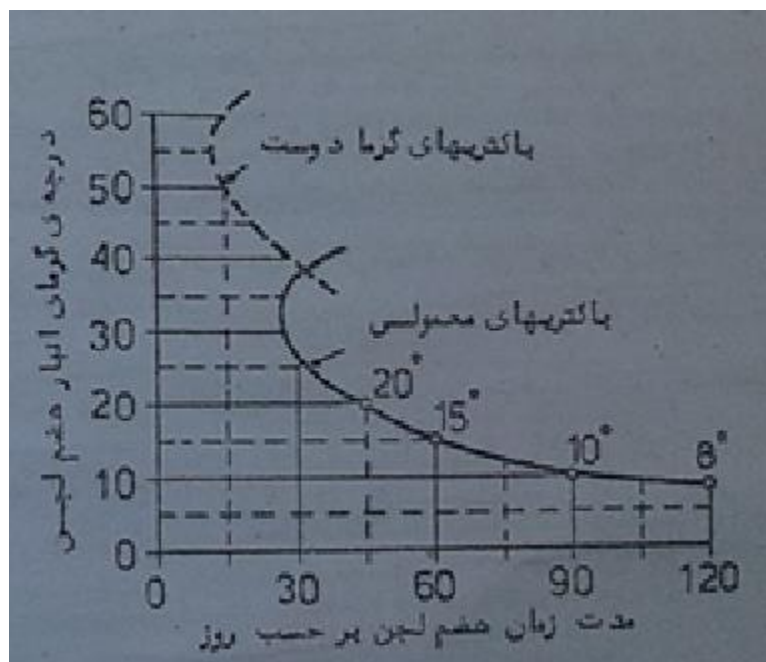 60
باکتریهای گرما دوست
50
40
باکتریهای معمولی
30
20°
20
15°
10°
8°
10
0
0 30 60 90 120
مدت زمان هضم لجن بر حسب روز
درجه ی گرمای انبار هضم لجن